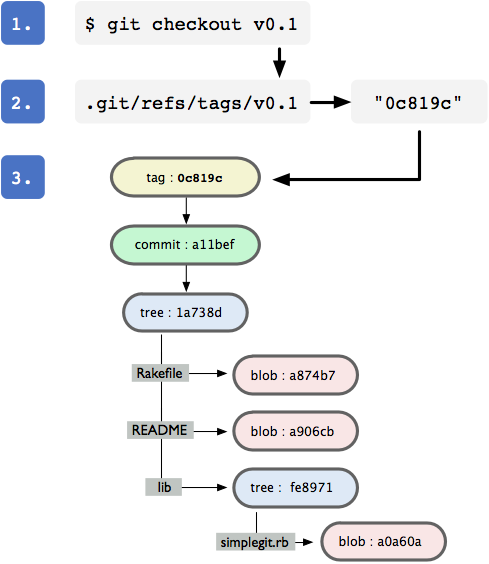 1.
$ git checkout v0.1
2.
.git/refs/tags/v0.1
"0c819c"
3.
tag : 0c819c
commit : a11bef
tree : 1a738d
Rakefile
blob : a874b7
README
blob : a906cb
lib
tree : fe8971
simplegit.rb
blob : a0a60a